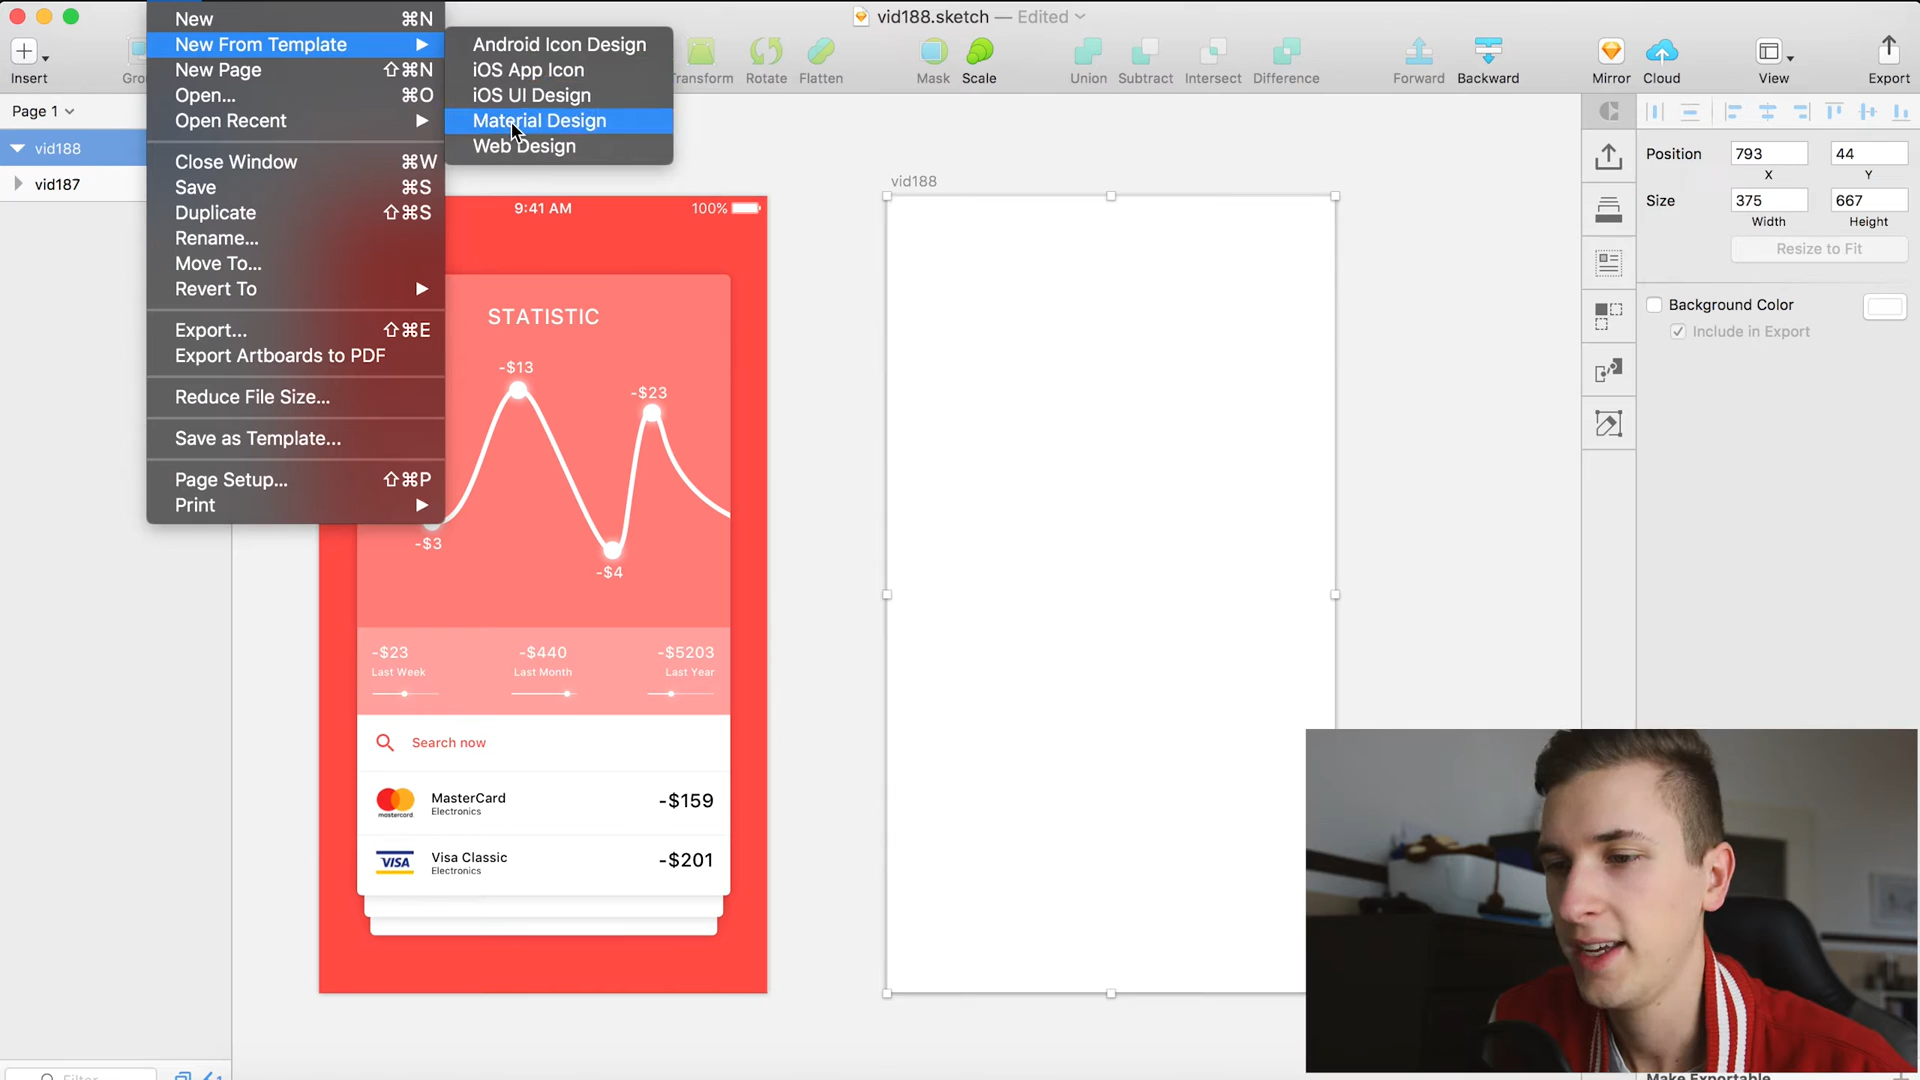 vid188.sketch — Edited
New ⌘N
New From Template
New Page ⇧⌘N
Open... ⌘O
Open Recent
Close Window ⌘W
Save ⌘S
Duplicate ⇧⌘S
Rename...
Move To...
Revert To
Export... ⇧⌘E
Export Artboards to PDF
Reduce File Size...
Save as Template...
Page Setup... ⇧⌘P
Print
Android Icon Design
iOS App Icon
iOS UI Design
Material Design
Web Design
Insert
Grou
ransform
Rotate
Flatten
Mask
Scale
Union
Subtract
Intersect
Difference
Forward
Backward
Mirror
Cloud
View
Export
Page 1
vid188
vid187
Filter
1
9:41 AM 100%
STATISTIC
-$13
-$23
-$3
-$4
-$23 -$440 -$5203
Last Week Last Month Last Year
Search now
mastercard
MasterCard
Electronics
-$159
VISA
Visa Classic
Electronics
-$201
vid188
Position 793 44
X Y
Size 375 667
Width Height
Resize to Fit
Background Color
Include in Export
Make Exportable